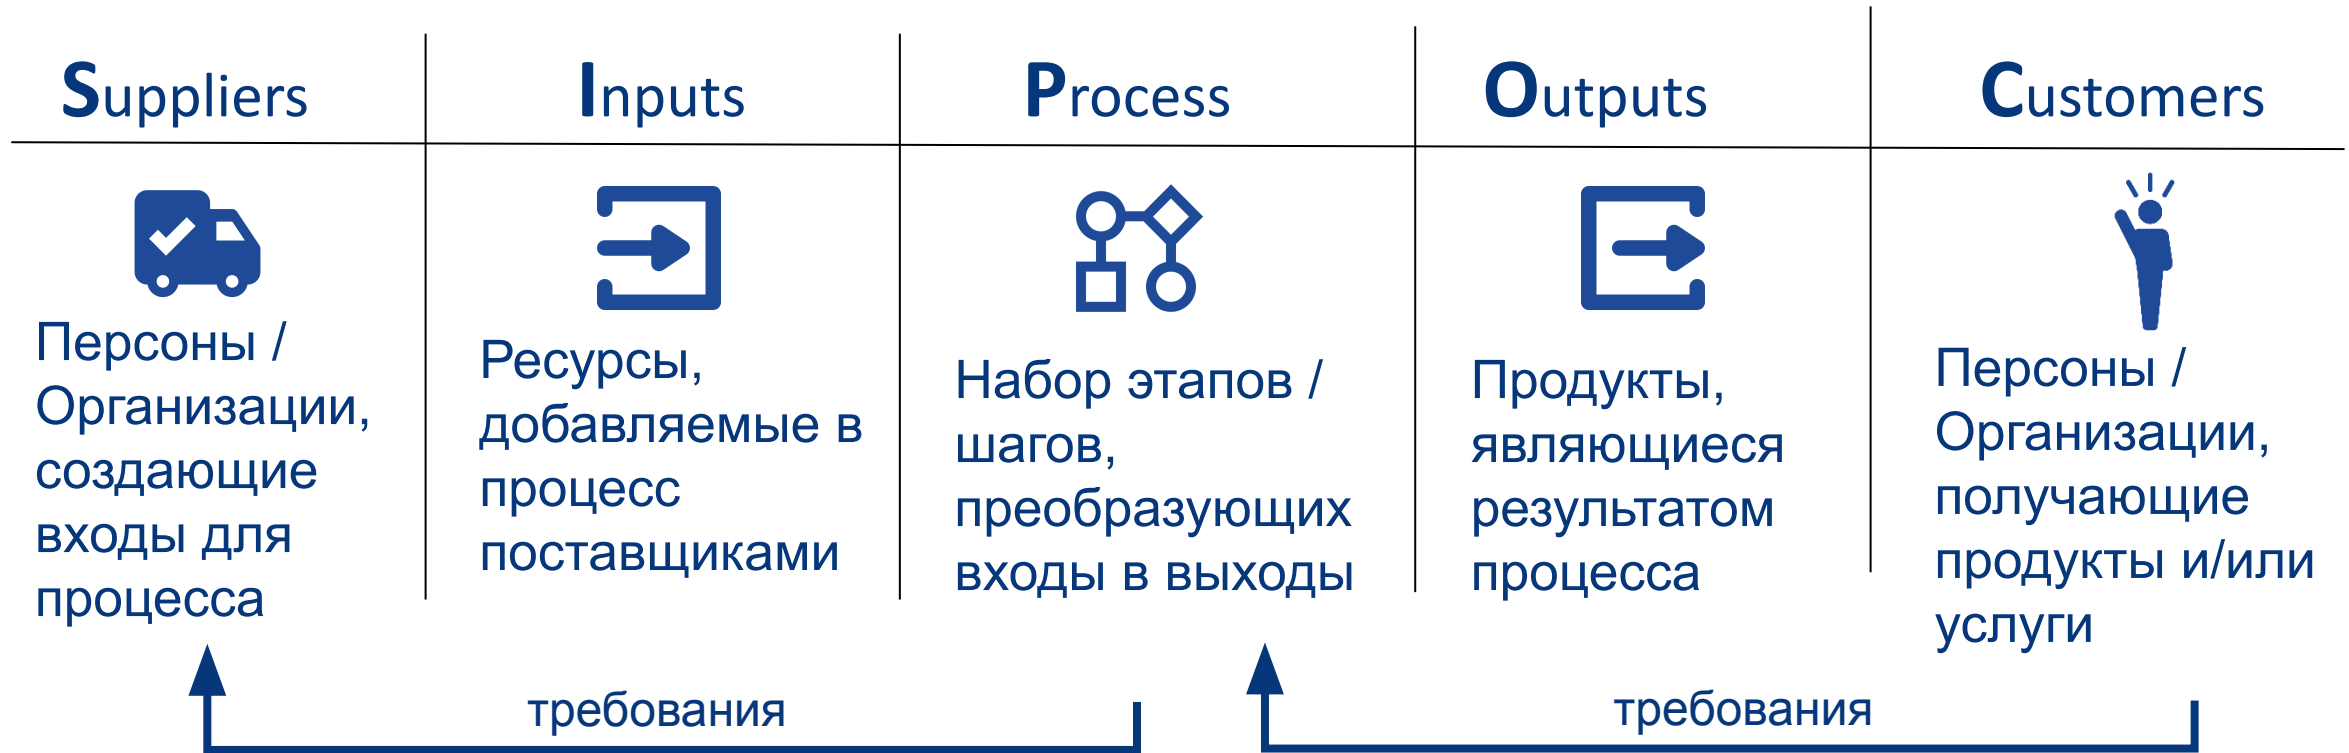 Suppliers
Inputs
Process
Outputs
Customers
Персоны /
Организации,
создающие
входы для
процесса
Ресурсы,
добавляемые в
процесс
поставщиками
Набор этапов /
шагов,
преобразующих
входы в выходы
Продукты,
являющиеся
результатом
процесса
Персоны /
Организации,
получающие
продукты и/или
услуги
требования
требования